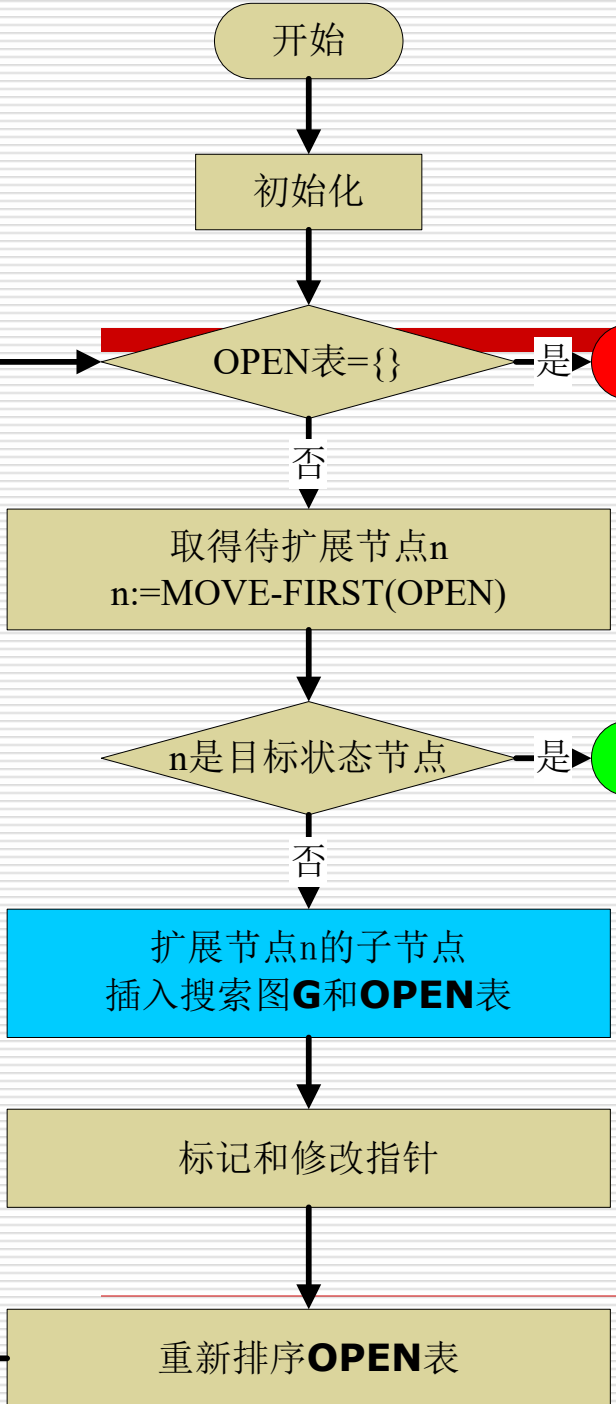 开始
初始化
OPEN表={}
是
否
取得待扩展节点n
n:=MOVE-FIRST(OPEN)
n是目标状态节点
是
否
扩展节点n的子节点
插入搜索图G和OPEN表
标记和修改指针
重新排序OPEN表